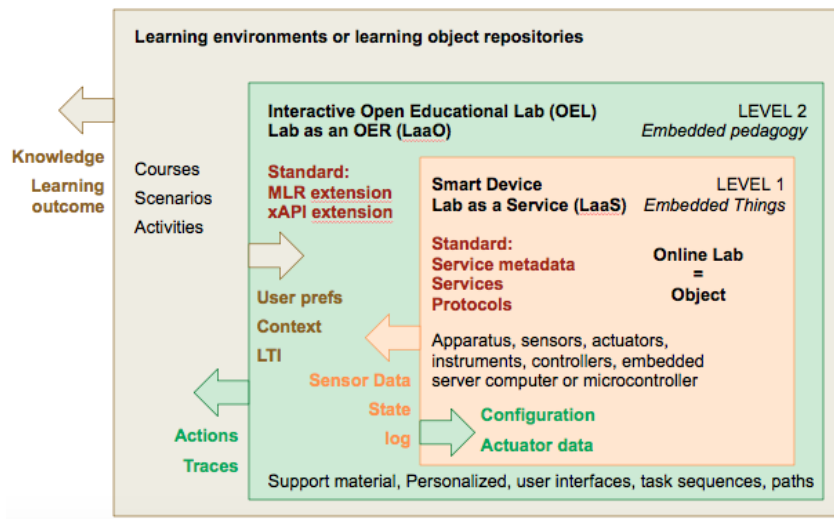 Learning environments or learning object repositories
Interactive Open Educational Lab (OEL)
Lab as an OER (LaaO)
LEVEL 2
Embedded pedagogy
Knowledge
Learning
outcome
Courses
Scenarios
Activities
Standard:
MLR extension
xAPI extension
Smart Device
Lab as a Service (LaaS)
LEVEL 1
Embedded Things
Standard:
Service metadata
Services
Protocols
Online Lab
=
Object
User prefs
Context
LTI
Apparatus, sensors, actuators,
instruments, controllers, embedded
server computer or microcontroller
Sensor Data
State
log
Configuration
Actuator data
Actions
Traces
Support material, Personalized, user interfaces, task sequences, paths